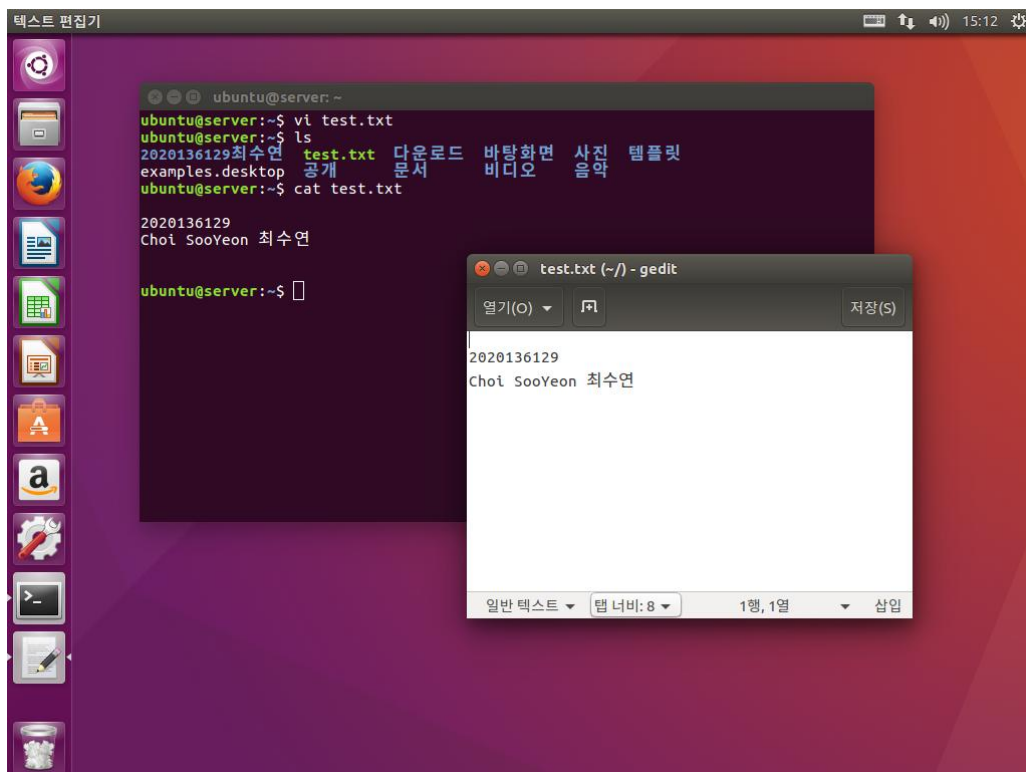 텍스트 편집기 15:12
ubuntu@server: ~
ubuntu@server:~$ vi test.txt
ubuntu@server:~$ ls
2020136129최수연 test.txt 다운로드 바탕화면 사진 템플릿
examples.desktop 공개 문서 비디오 음악
ubuntu@server:~$ cat test.txt
2020136129
Choi SooYeon 최수연
ubuntu@server:~$
test.txt (~/) - gedit
열기(O) 저장(S)
2020136129
Choi SooYeon 최수연
일반 텍스트 탭 너비: 8 1행, 1열 삽입